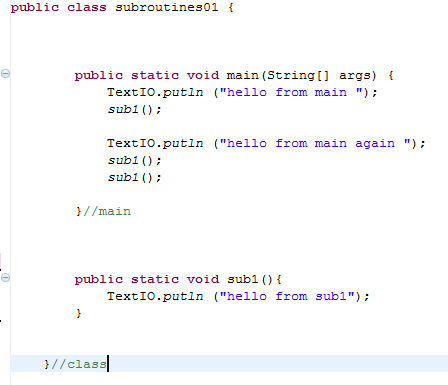 public class subroutines01 {
public static void main(String[] args) {
TextIO.putln ("hello from main ");
sub1();
TextIO.putln ("hello from main again ");
sub1();
sub1();
}//main
public static void sub1(){
TextIO.putln ("hello from sub1");
}
}//class